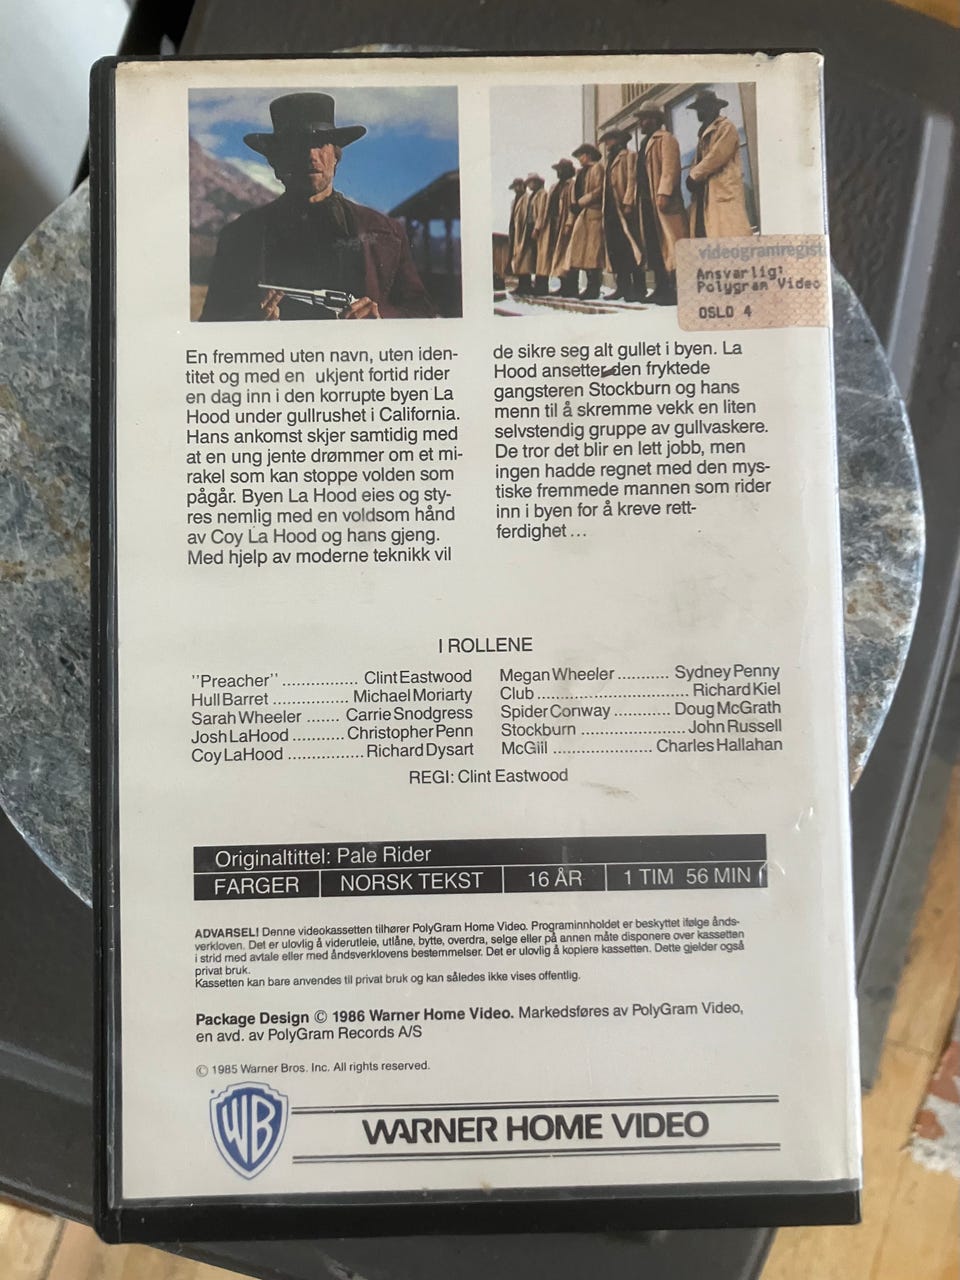 videogramregist
Ansvarlig:
Polygram Video
OSLO 4
En fremmed uten navn, uten iden-
titet og med en ukjent fortid rider
en dag inn i den korrupte byen La
Hood under gullrushet i California.
Hans ankomst skjer samtidig med
at en ung jente drømmer om et mi-
rakel som kan stoppe volden som
pågår. Byen La Hood eies og sty-
res nemlig med en voldsom hånd
av Coy La Hood og hans gjeng.
Med hjelp av moderne teknikk vil
de sikre seg alt gullet i byen. La
Hood ansetter den fryktede
gangsteren Stockburn og hans
menn til å skremme vekk en liten
selvstendig gruppe av gullvaskere.
De tror det blir en lett jobb, men
ingen hadde regnet med den mys-
tiske fremmede mannen som rider
inn i byen for å kreve rett-
ferdighet ...
I ROLLENE
"Preacher" ................ Clint Eastwood
Hull Barret ................ Michael Moriarty
Sarah Wheeler ....... Carrie Snodgress
Josh LaHood ........... Christopher Penn
Coy LaHood ................ Richard Dysart
Megan Wheeler ........... Sydney Penny
Club ................................ Richard Kiel
Spider Conway ............ Doug McGrath
Stockburn ...................... John Russell
McGiil ..................... Charles Hallahan
REGI: Clint Eastwood
Originaltittel: Pale Rider
FARGER NORSK TEKST 16 ÅR 1 TIM 56 MIN
ADVARSEL! Denne videokassetten tilhører PolyGram Home Video. Programinnholdet er beskyttet ifølge ånds-
verkloven. Det er ulovlig å viderutleie, utlåne, bytte, overdra, selge eller på annen måte disponere over kassetten
i strid med avtale eller med åndsverklovens bestemmelser. Det er ulovlig å kopiere kassetten. Dette gjelder også
privat bruk.
Kassetten kan bare anvendes til privat bruk og kan således ikke vises offentlig.
Package Design © 1986 Warner Home Video. Markedsføres av PolyGram Video,
en avd. av PolyGram Records A/S
© 1985 Warner Bros. Inc. All rights reserved.
WB
WARNER HOME VIDEO